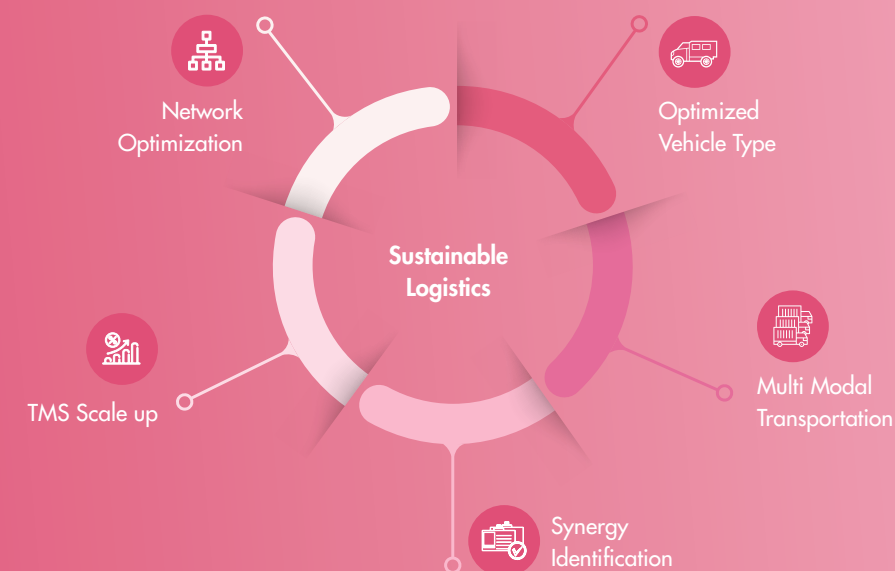 Network
Optimization
Optimized
Vehicle Type
Sustainable
Logistics
TMS Scale up
Multi Modal
Transportation
Synergy
Identification